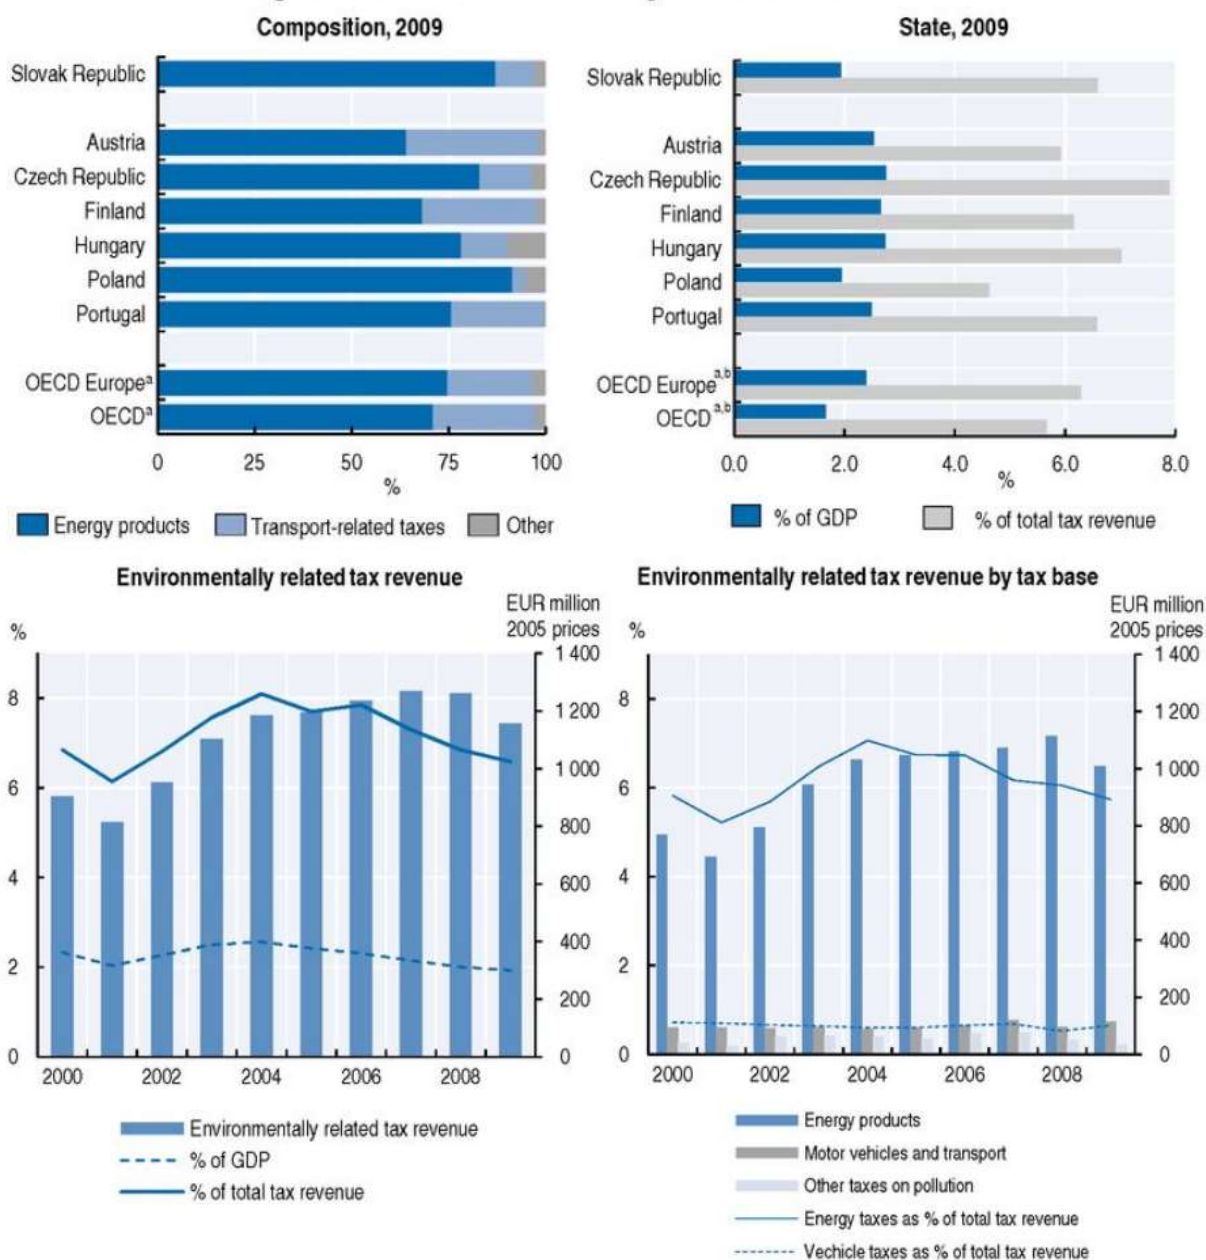 Composition, 2009
Slovak Republic
Austria
Czech Republic
Finland
Hungary
Poland
Portugal
OECD Europeª
OECDª
0 25 50 75 100
%
Energy products Transport-related taxes Other
State, 2009
Slovak Republic
Austria
Czech Republic
Finland
Hungary
Poland
Portugal
OECD Europe a,b
OECD a,b
0.0 2.0 4.0 6.0 8.0
%
% of GDP % of total tax revenue
Environmentally related tax revenue
EUR million
% 2005 prices
1 400
8
1 200
1 000
6
800
4
600
400
2
200
0 0
2000 2002 2004 2006 2008
Environmentally related tax revenue
% of GDP
% of total tax revenue
Environmentally related tax revenue by tax base
EUR million
% 2005 prices
1 400
8
1 200
1 000
6
800
4
600
400
2
200
0 0
2000 2002 2004 2006 2008
Energy products
Motor vehicles and transport
Other taxes on pollution
Energy taxes as % of total tax revenue
Vechicle taxes as % of total tax revenue